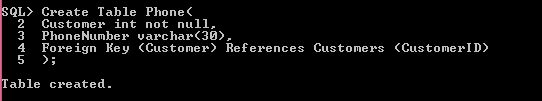 SQL> Create Table Phone(
2 Customer int not null,
3 PhoneNumber varchar(30),
4 Foreign Key (Customer) References Customers (CustomerID)
5 );
Table created.